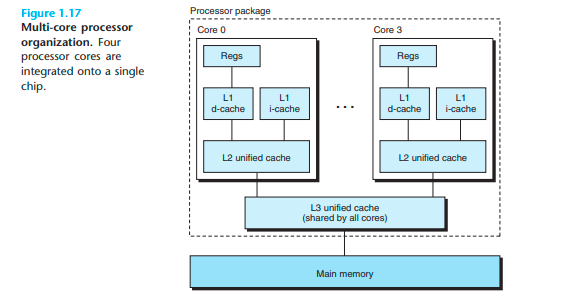 Figure 1.17
Multi-core processor
organization. Four
processor cores are
integrated onto a single
chip.
Processor package
Core 0
Core 3
Regs
Regs
L1
d-cache
L1
i-cache
...
L1
d-cache
L1
i-cache
L2 unified cache
L2 unified cache
L3 unified cache
(shared by all cores)
Main memory